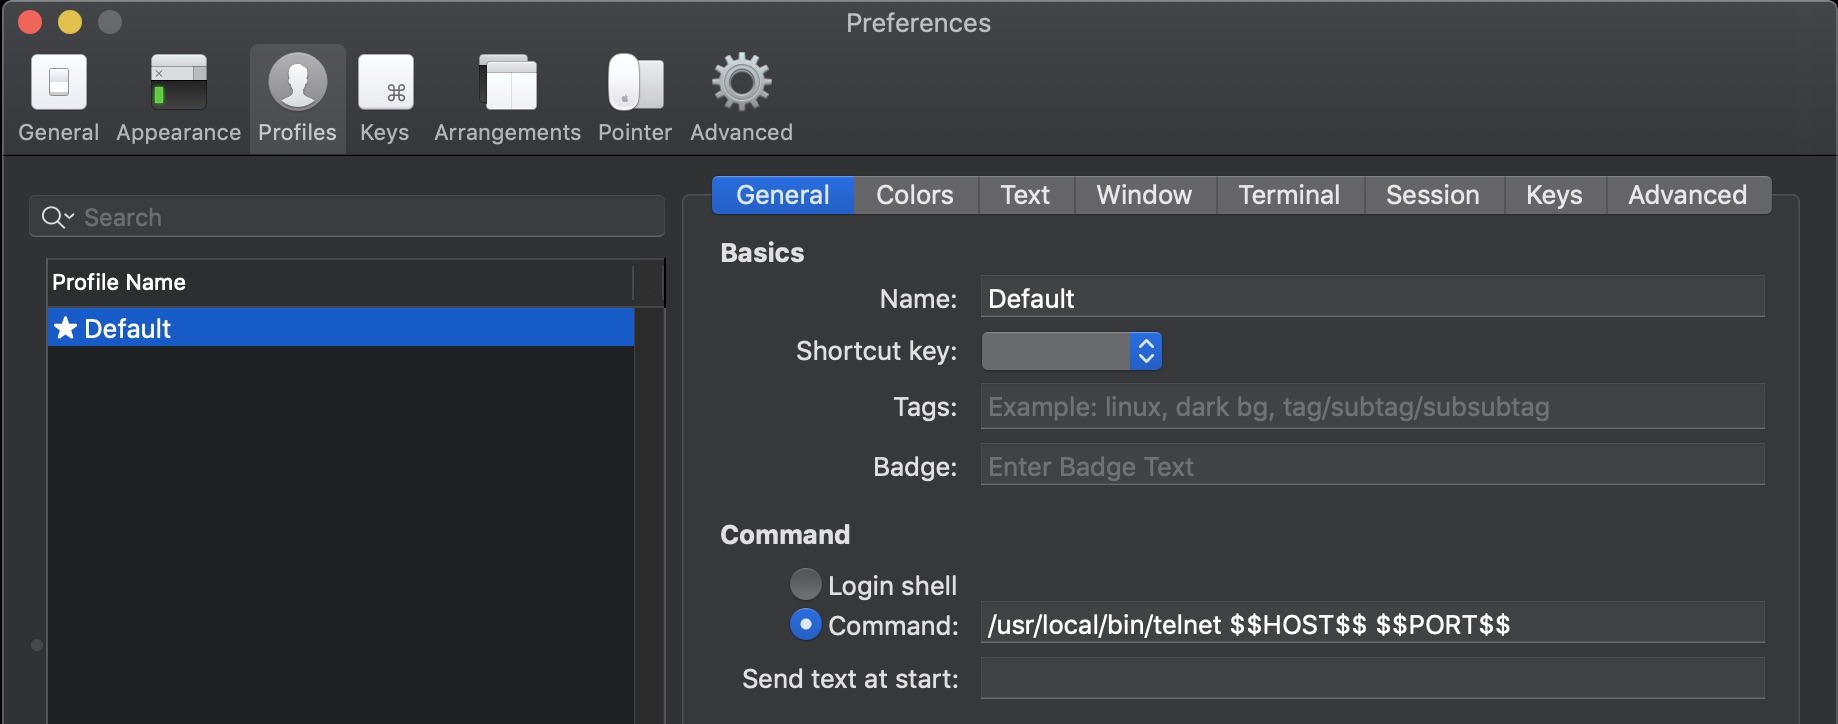 Preferences
General Appearance Profiles Keys Arrangements Pointer Advanced
Search
Profile Name
Default
General Colors Text Window Terminal Session Keys Advanced
Basics
Name: Default
Shortcut key:
Tags: Example: linux, dark bg, tag/subtag/subsubtag
Badge: Enter Badge Text
Command
Login shell
Command: /usr/local/bin/telnet $$HOST$$ $$PORT$$
Send text at start: